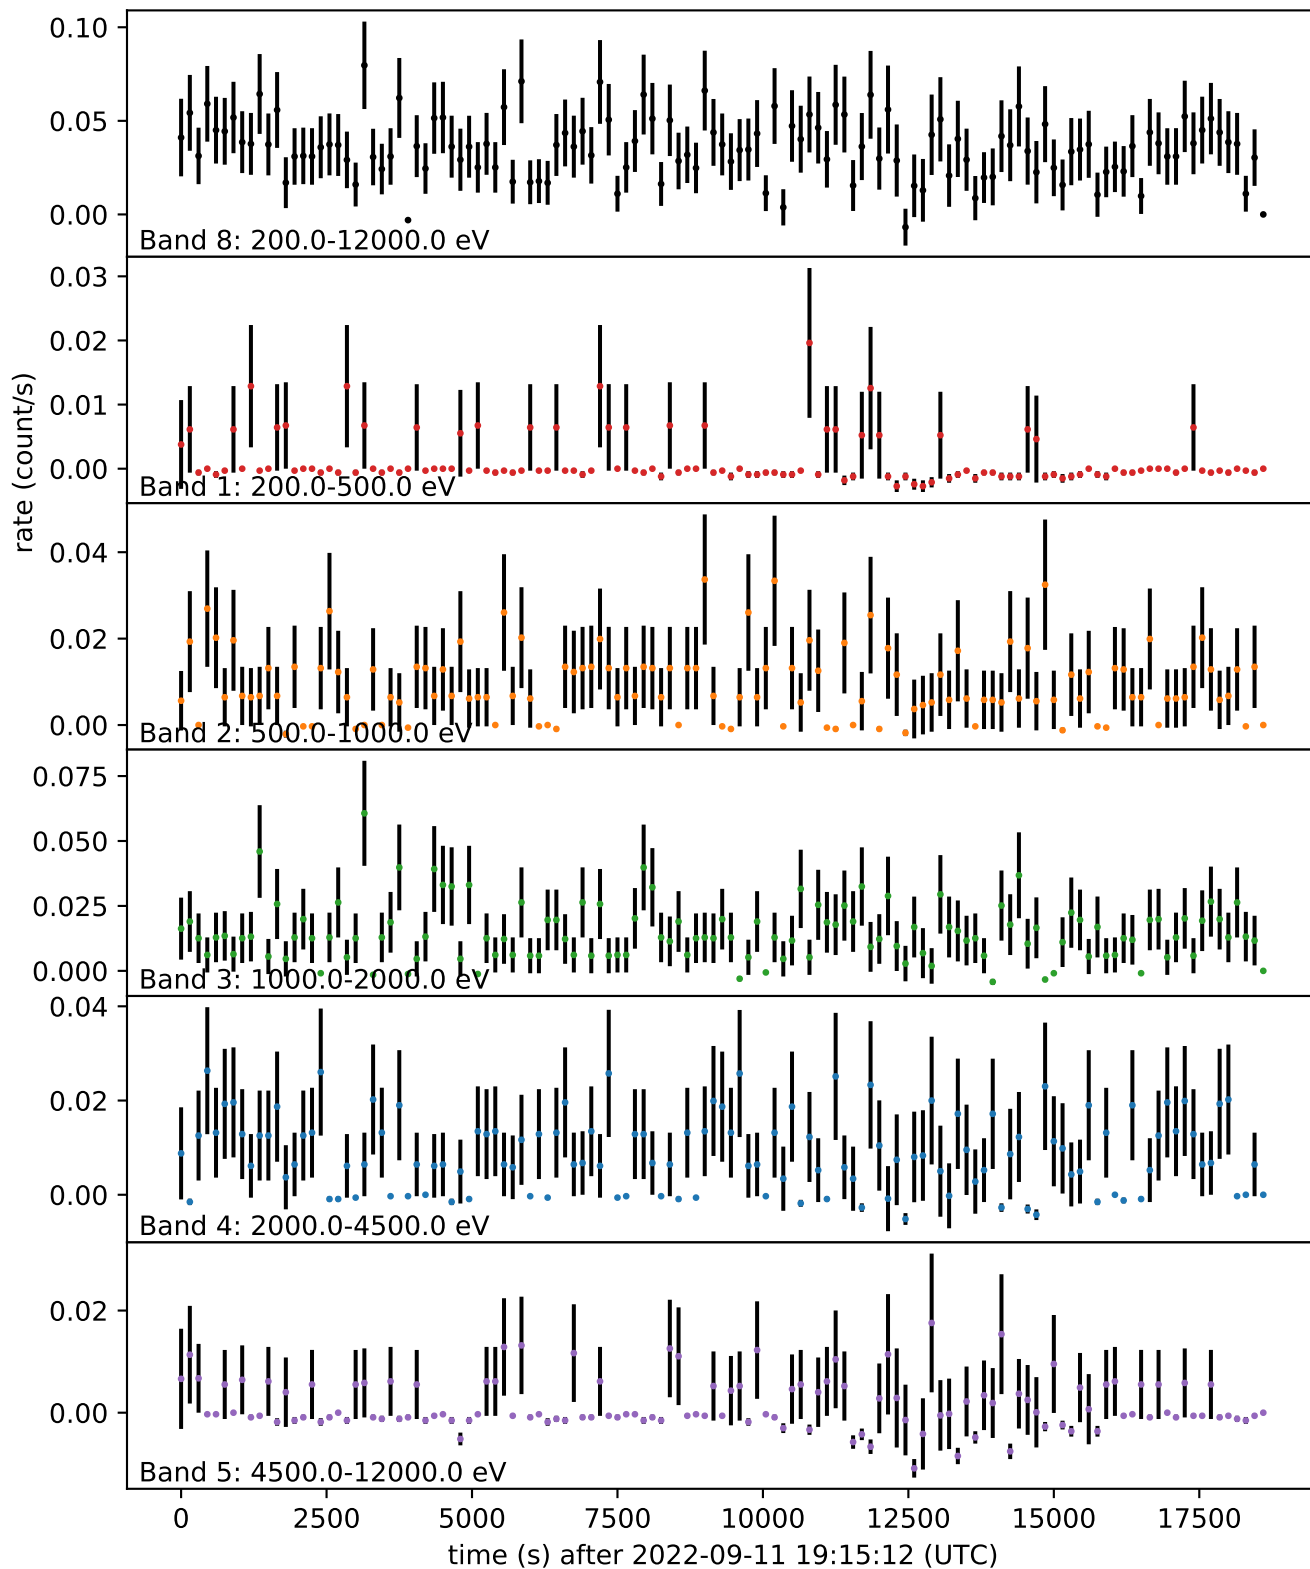 0.10
0.05
0.00
Band 8: 200.0-12000.0 eV
0.03
0.02
0.01
0.00
Band 1: 200.0-500.0 eV
rate (count/s)
0.04
0.02
0.00
Band 2: 500.0-1000.0 eV
0.075
0.050
0.025
0.000
Band 3: 1000.0-2000.0 eV
0.04
0.02
0.00
Band 4: 2000.0-4500.0 eV
0.02
0.00
Band 5: 4500.0-12000.0 eV
0 2500 5000 7500 10000 12500 15000 17500
time (s) after 2022-09-11 19:15:12 (UTC)